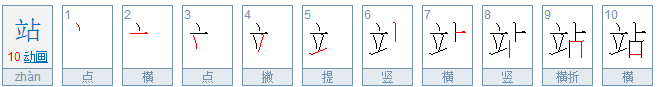 站
10 动画
zhàn
1 2 3 4 5 6 7 8 9 10
点 横 点 撇 提 竖 横 竖 横折 横